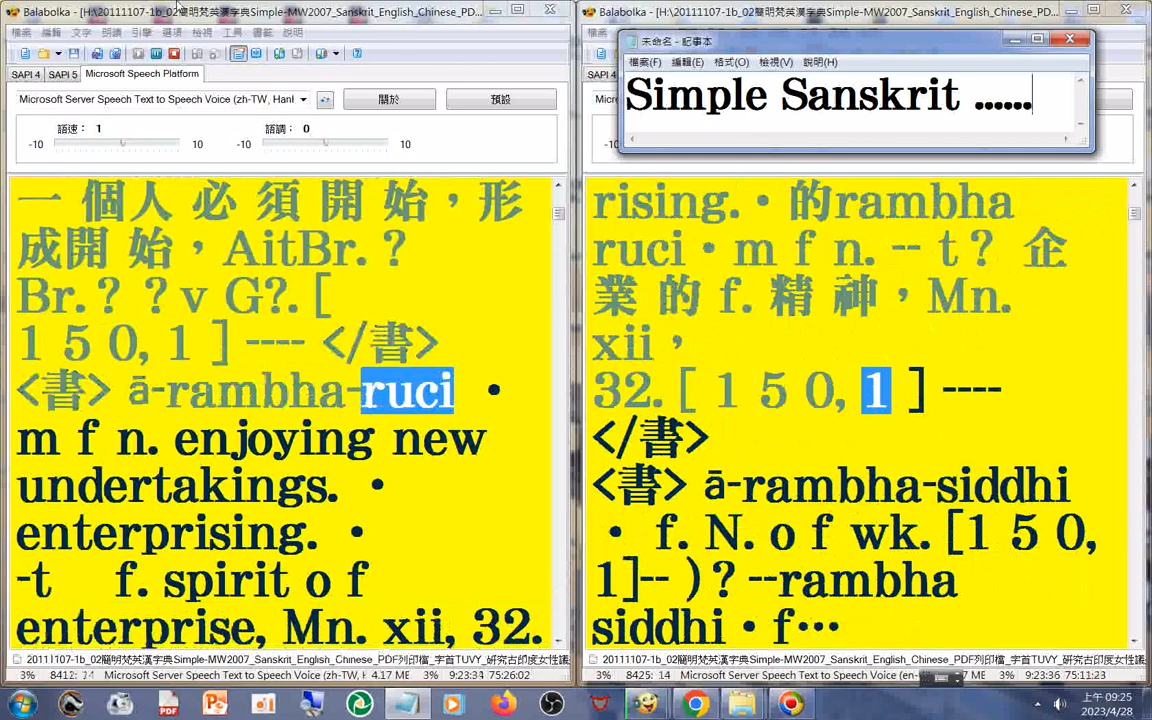 Balabolka - [H:\20111107-1b_02簡明梵英漢字典Simple-MW2007_Sanskrit_English_Chinese_PD...
檔案 編輯 文字 朗讀 引擎 選項 檢視 工具 書籤 說明
SAPI 4 SAPI 5 Microsoft Speech Platform
Microsoft Server Speech Text to Speech Voice (zh-TW, HanI
關於
預設
語速： 1
語調： 0
-10 10 -10 10
一 個人 必 須 開 始，形
成開 始，AitBr. ?
Br. ? ? v G?. [
1 5 0, 1 ] ---- </書>
<書> ā-rambha-ruci •
m f n. enjoying new
undertakings. •
enterprising. •
-t f. spirit o f
enterprise, Mn. xii, 32.
20111107-1b_02簡明梵英漢字典Simple-MW2007_Sanskrit_English_Chinese_PDF列印檔_字首TUVY_研究古印度女性議
3% 8412: 14 Microsoft Server Speech Text to Speech Voice (zh-TW, H 4.17 ME 3% 9:23:34 75:26:02
Balabolka - [H:\20111107-1b_02簡明梵英漢字典Simple-MW2007_Sanskrit_English_Chinese_PD...
檔案
SAPI 4
未命名 - 記事本
檔案(F) 編輯(E) 格式(O) 檢視(V) 說明(H)
Simple Sanskrit ......
rising. • 的rambha
ruci • m f n. -- t ? 企
業 的 f. 精 神，Mn.
xii，
32. [ 1 5 0, 1 ] ----
</書>
<書> ā-rambha-siddhi
• f. N. o f wk. [1 5 0,
1]-- ) ? --rambha
siddhi • f…
20111107-1b_02簡明梵英漢字典Simple-MW2007_Sanskrit_English_Chinese_PDF列印檔_字首TUVY_研究古印度女性議
3% 8425: 14 Microsoft Server Speech Text to Speech Voice (zh-TW, H 4.17 MB 3% 9:23:36 75:11:23
上午 09:25
2023/4/28